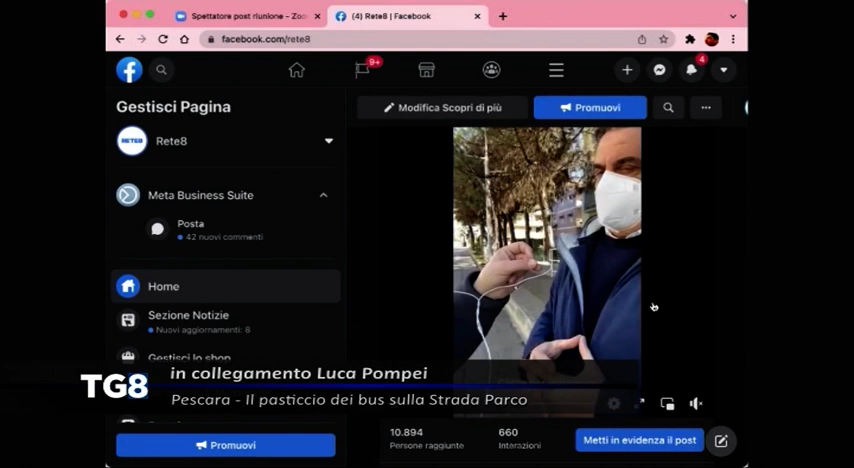 Spettatore post riunione - Zoo
(4) Rete8 | Facebook
facebook.com/rete8
9+
4
Gestisci Pagina
Modifica Scopri di più
Promuovi
RETE8
Rete8
Meta Business Suite
Posta
42 nuovi commenti
Home
Sezione Notizie
Nuovi aggiornamenti: 8
Gestisci lo shop
TG8
in collegamento Luca Pompei
Pescara - Il pasticcio dei bus sulla Strada Parco
Promuovi
10.894
Persone raggiunte
660
Interazioni
Metti in evidenza il post